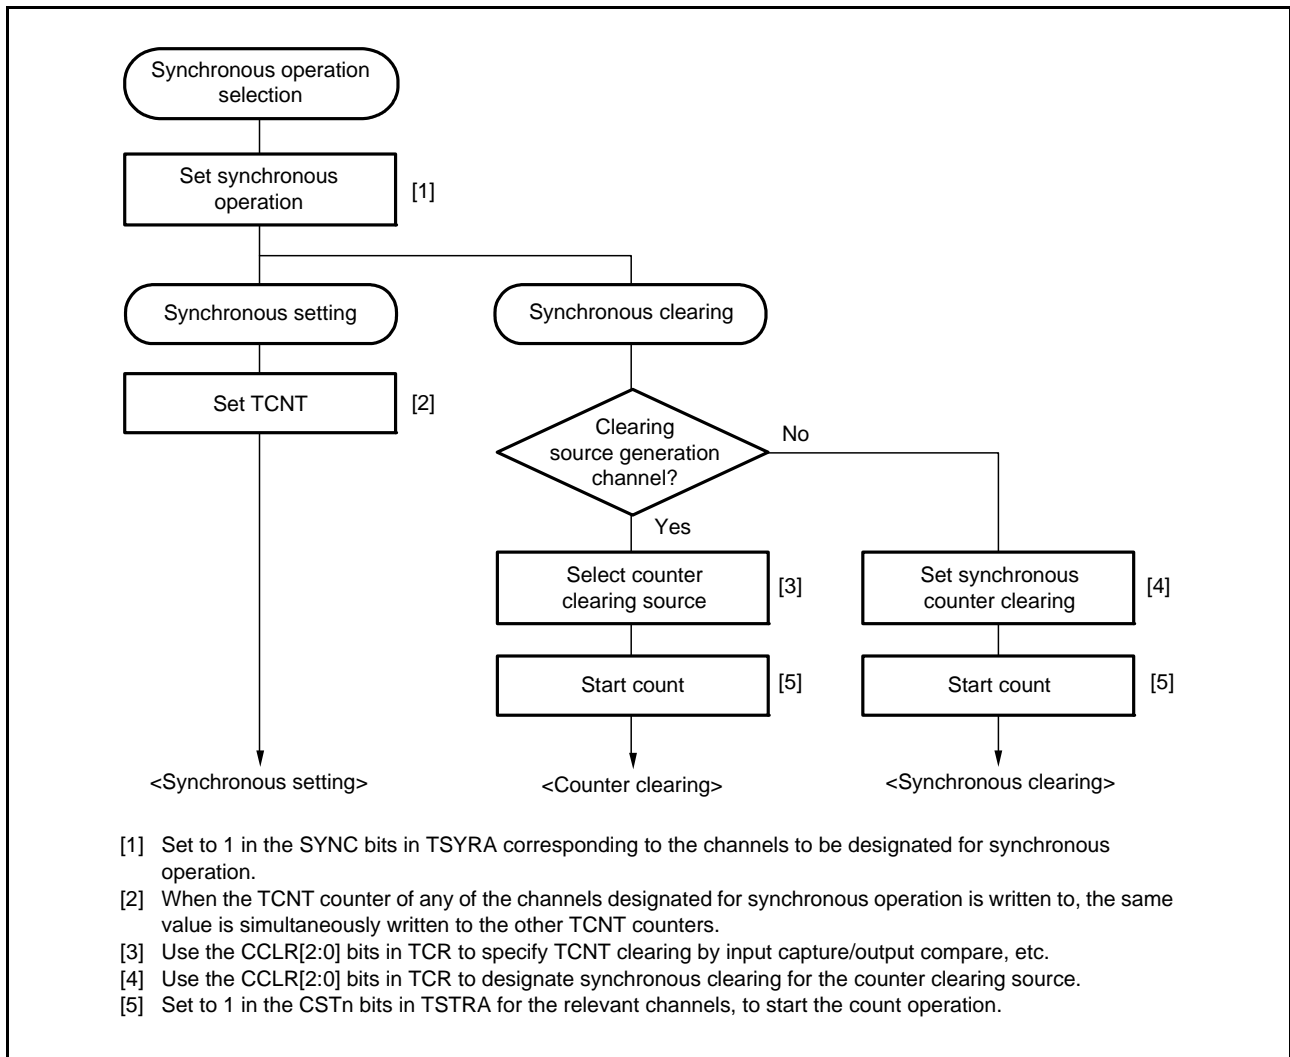 Synchronous operation
selection
Set synchronous
operation
[1]
Synchronous setting
Synchronous clearing
Set TCNT
[2]
Clearing
source generation
channel?
No
Yes
Select counter
clearing source
[3]
Set synchronous
counter clearing
[4]
Start count
[5]
Start count
[5]
<Synchronous setting>
<Counter clearing>
<Synchronous clearing>
[1] Set to 1 in the SYNC bits in TSYRA corresponding to the channels to be designated for synchronous
operation.
[2] When the TCNT counter of any of the channels designated for synchronous operation is written to, the same
value is simultaneously written to the other TCNT counters.
[3] Use the CCLR[2:0] bits in TCR to specify TCNT clearing by input capture/output compare, etc.
[4] Use the CCLR[2:0] bits in TCR to designate synchronous clearing for the counter clearing source.
[5] Set to 1 in the CSTn bits in TSTRA for the relevant channels, to start the count operation.